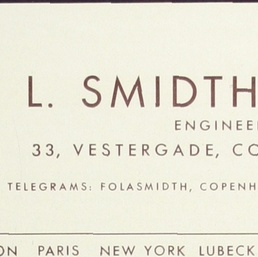 L. SMIDTH
ENGINEE
33, VESTERGADE, CO
TELEGRAMS: FOLASMIDTH, COPENH
ON PARIS NEW YORK LUBECK